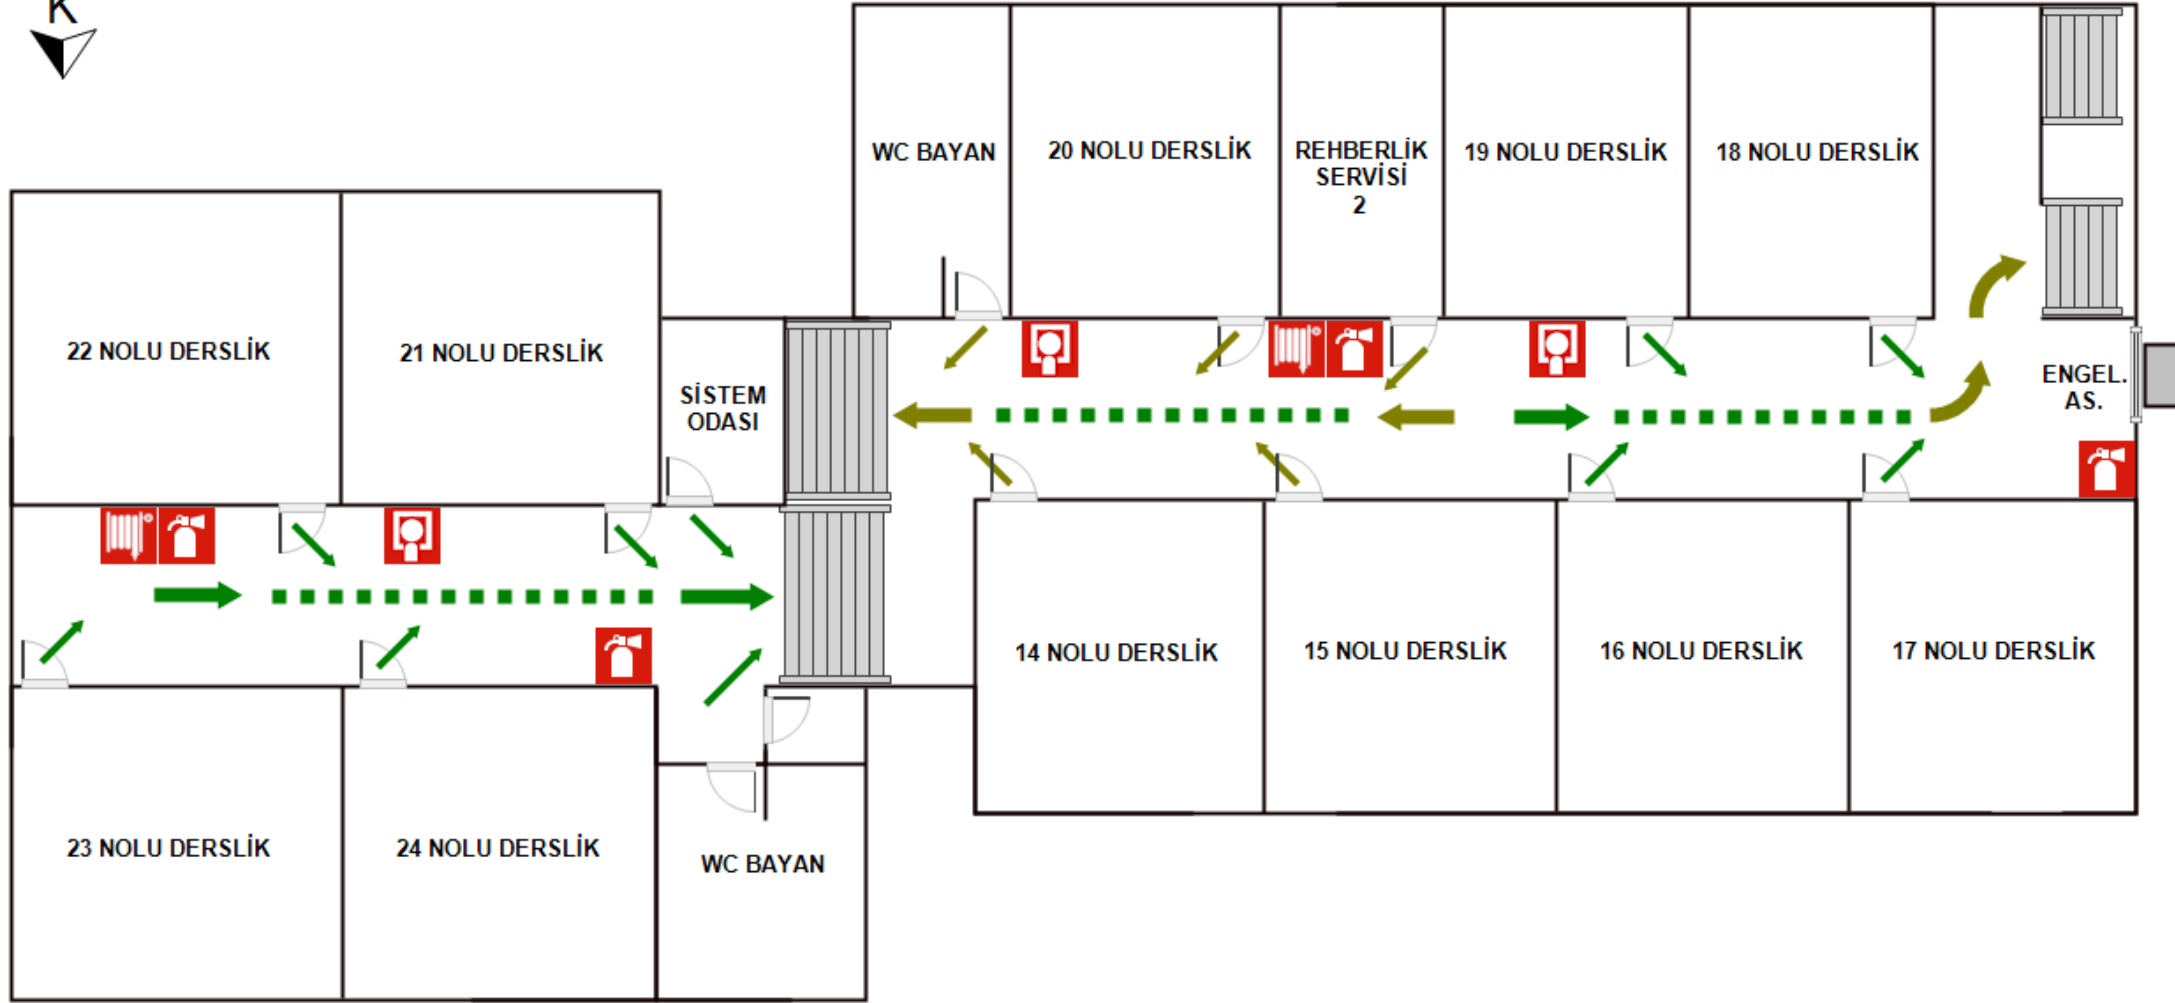 K
WC BAYAN
20 NOLU DERSLİK
REHBERLİK
SERVİSİ
2
19 NOLU DERSLİK
18 NOLU DERSLİK
22 NOLU DERSLİK
21 NOLU DERSLİK
SİSTEM
ODASI
ENGEL.
AS.
14 NOLU DERSLİK
15 NOLU DERSLİK
16 NOLU DERSLİK
17 NOLU DERSLİK
23 NOLU DERSLİK
24 NOLU DERSLİK
WC BAYAN